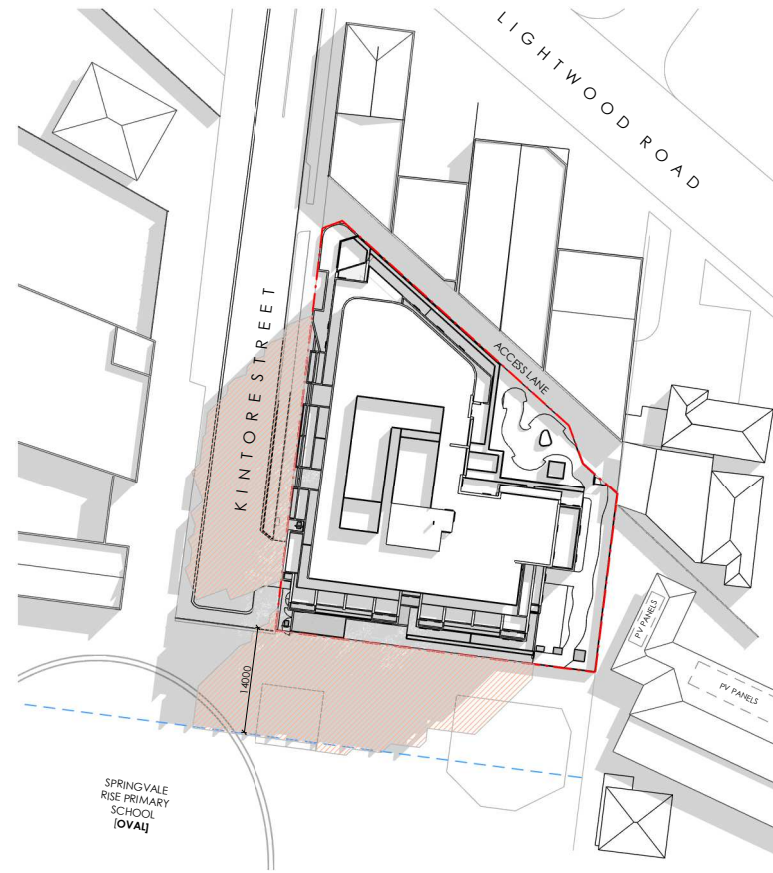 LIGHTWOOD ROAD
KINTORE STREET
ACCESS LANE
PV PANELS
PV PANELS
14000
SPRINGVALE
RISE PRIMARY
SCHOOL
[OVAL]